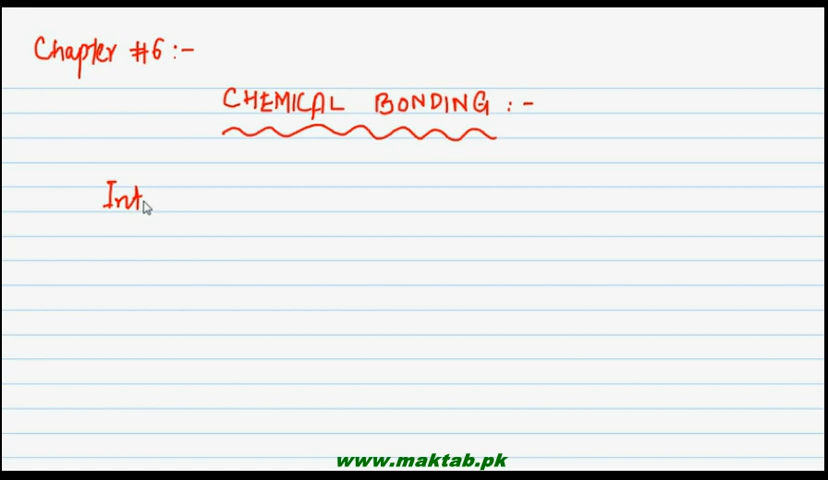 Chapter #6 :-
CHEMICAL BONDING :-
Int
www.maktab.pk